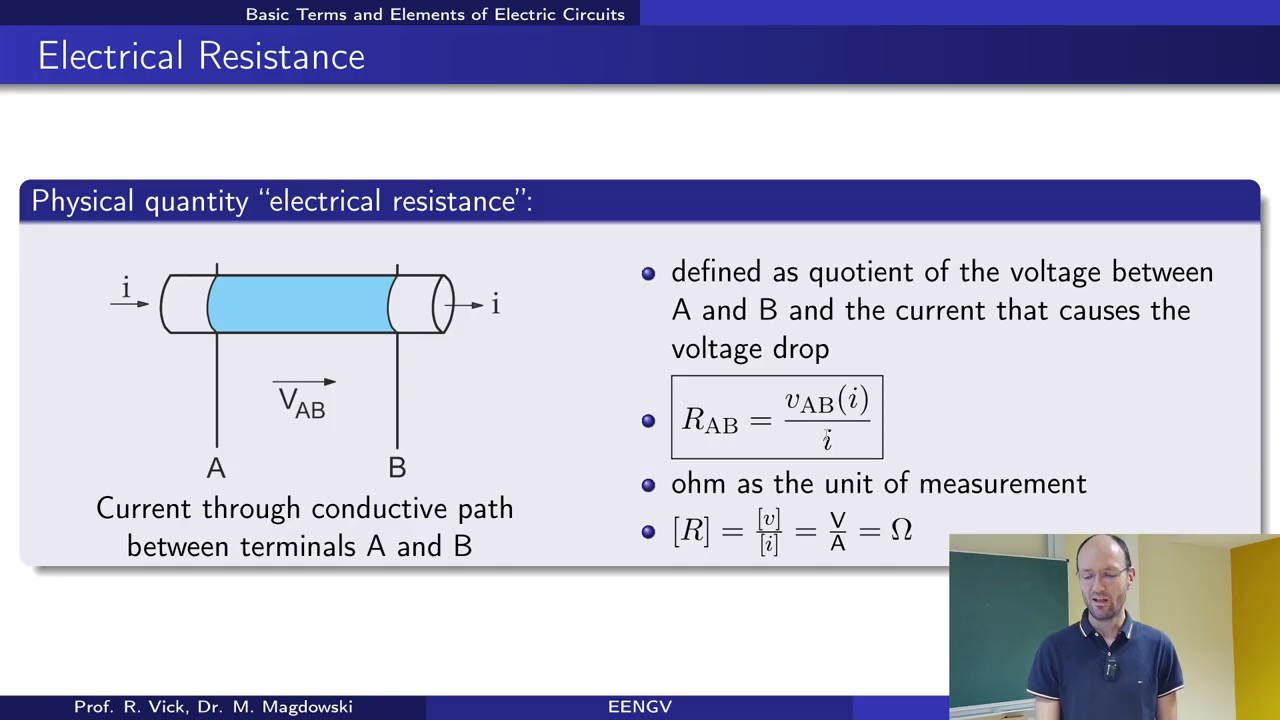 Basic Terms and Elements of Electric Circuits
Electrical Resistance
Physical quantity “electrical resistance”:
i
i
V_AB
A
B
Current through conductive path
between terminals A and B
defined as quotient of the voltage between
A and B and the current that causes the
voltage drop
R_AB = v_AB(i) / i
ohm as the unit of measurement
[R] = [v]/[i] = V/A = Ω
Prof. R. Vick, Dr. M. Magdowski
EENGV